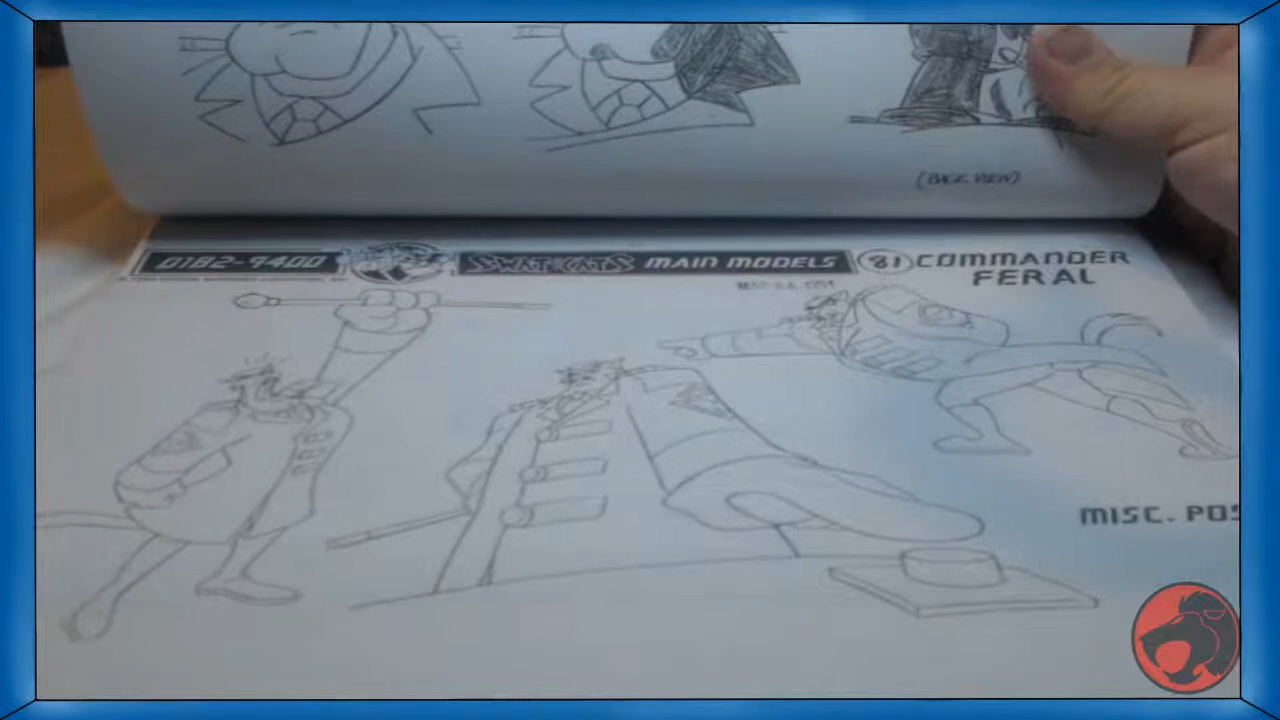 (BACK VIEW)
0182-9400
SWAT KATS MAIN MODELS
81
COMMANDER
FERAL
MISC. POS